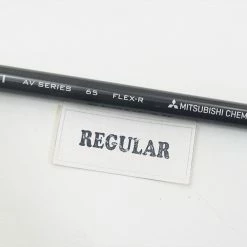 AV SERIES 65 FLEX-R MITSUBISHI CHEM
REGULAR